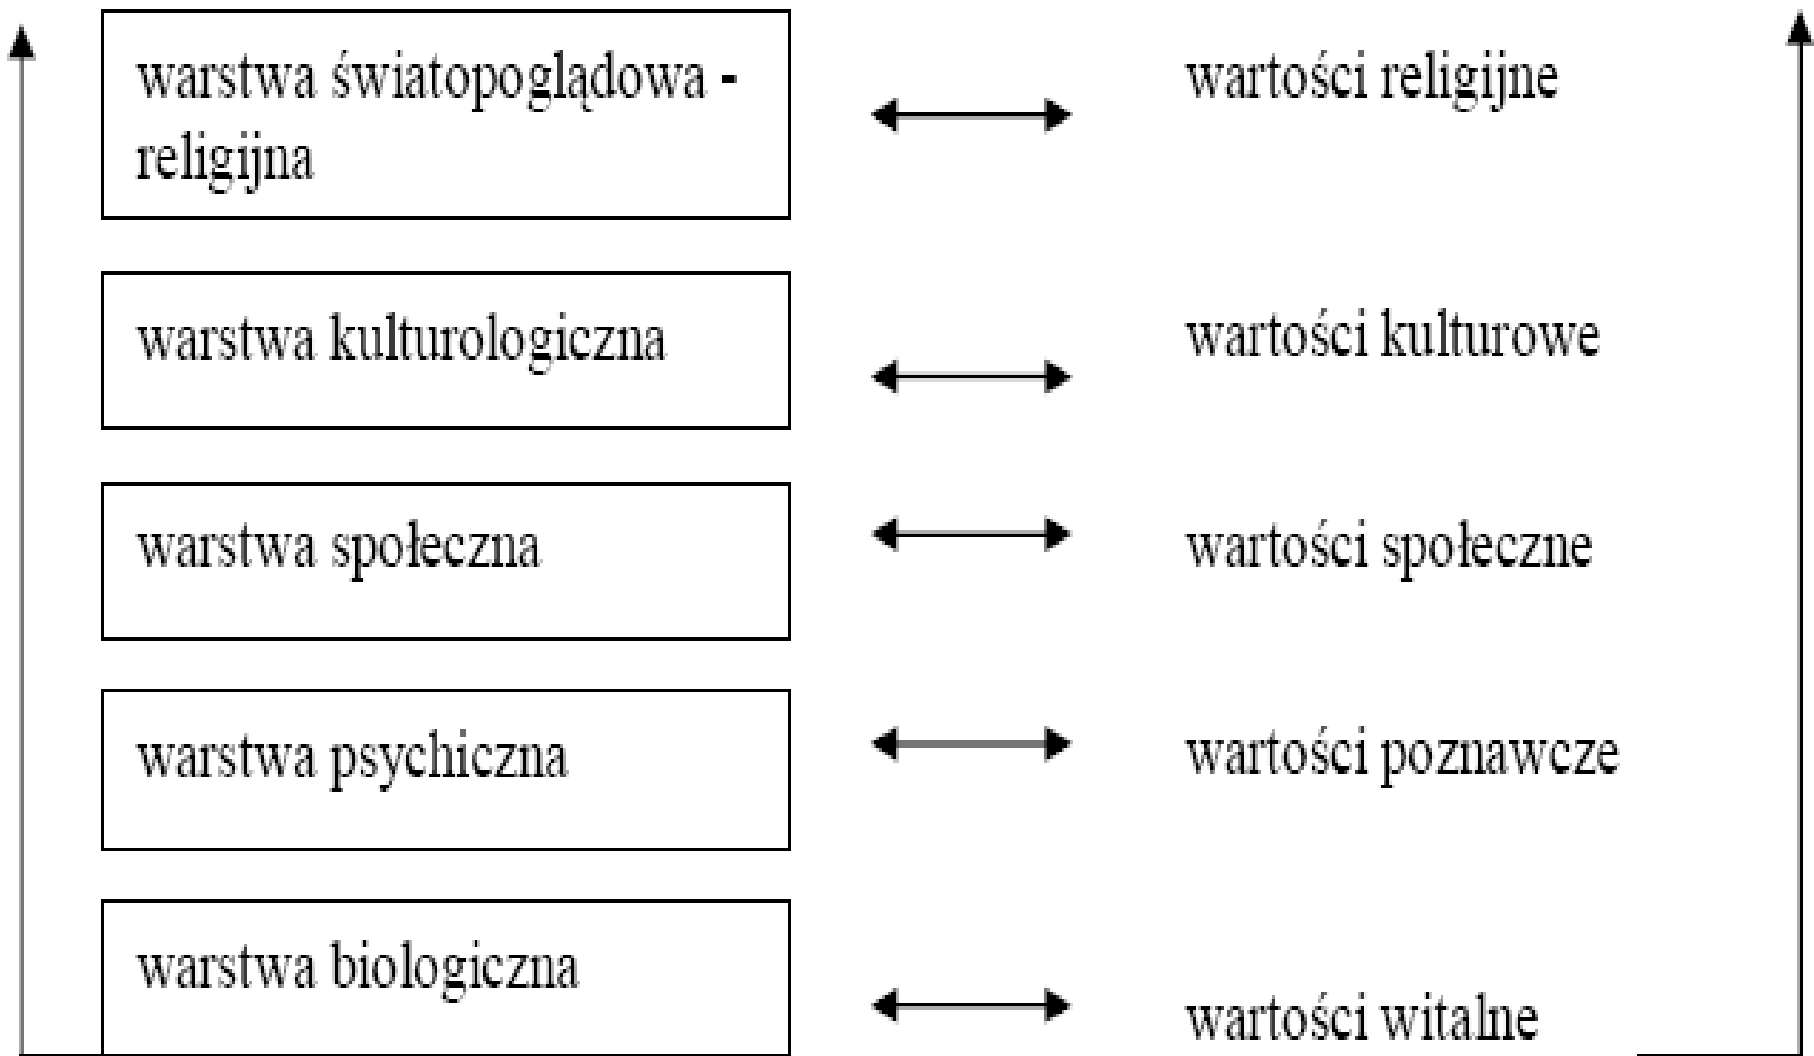 warstwa światopoglądowa -
religijna
wartości religijne
warstwa kulturologiczna
wartości kulturowe
warstwa społeczna
wartości społeczne
warstwa psychiczna
wartości poznawcze
warstwa biologiczna
wartości witalne